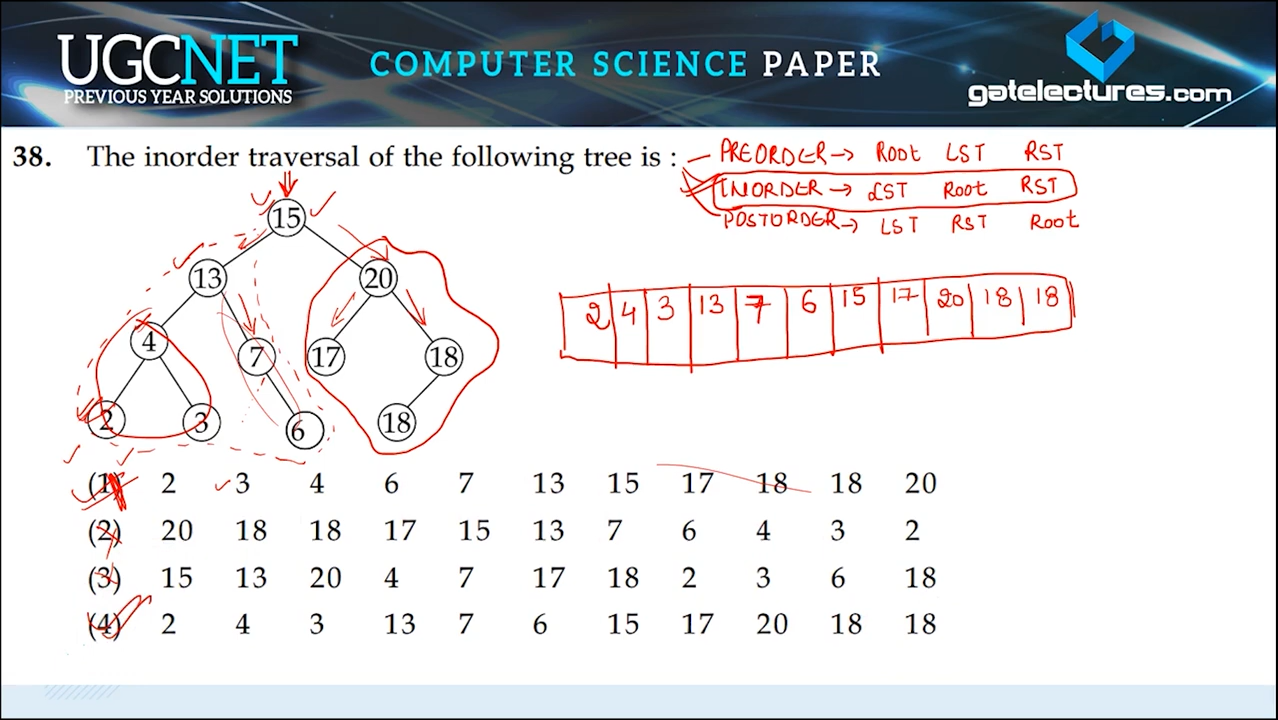 UGCNET
PREVIOUS YEAR SOLUTIONS
COMPUTER SCIENCE PAPER
gatelectures.com
38. The inorder traversal of the following tree is :
PREORDER → Root LST RST
INORDER → LST Root RST
POSTORDER → LST RST Root
15
13 20
4 7 17 18
2 3 6 18
2 4 3 13 7 6 15 17 20 18 18
(1) 2 3 4 6 7 13 15 17 18 18 20
(2) 20 18 18 17 15 13 7 6 4 3 2
(3) 15 13 20 4 7 17 18 2 3 6 18
(4) 2 4 3 13 7 6 15 17 20 18 18